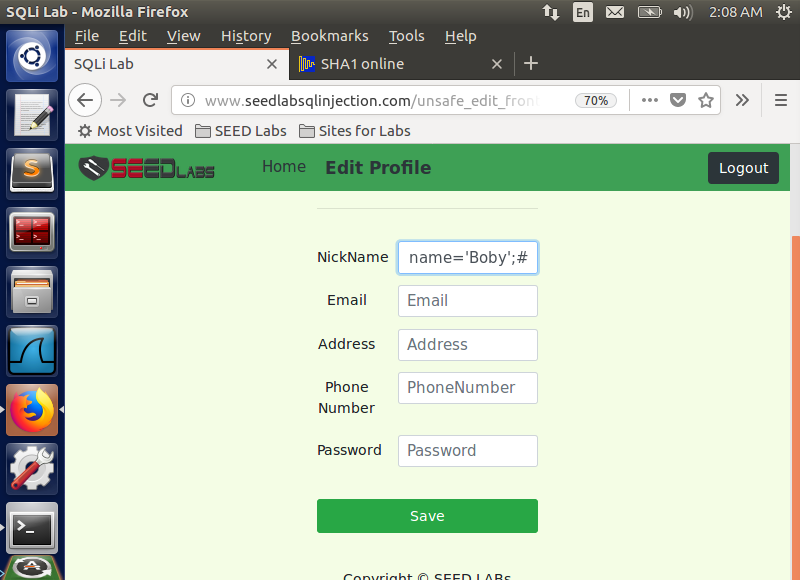 SQLi Lab - Mozilla Firefox
En
2:08 AM
File Edit View History Bookmarks Tools Help
SQLi Lab
SHA1 online
www.seedlabsqlinjection.com/unsafe_edit_fron
70%
Most Visited
SEED Labs
Sites for Labs
SEEDLABS
Home
Edit Profile
Logout
NickName
name='Boby';#
Email
Email
Address
Address
Phone
Number
PhoneNumber
Password
Password
Save
Copyright © SEED LABs